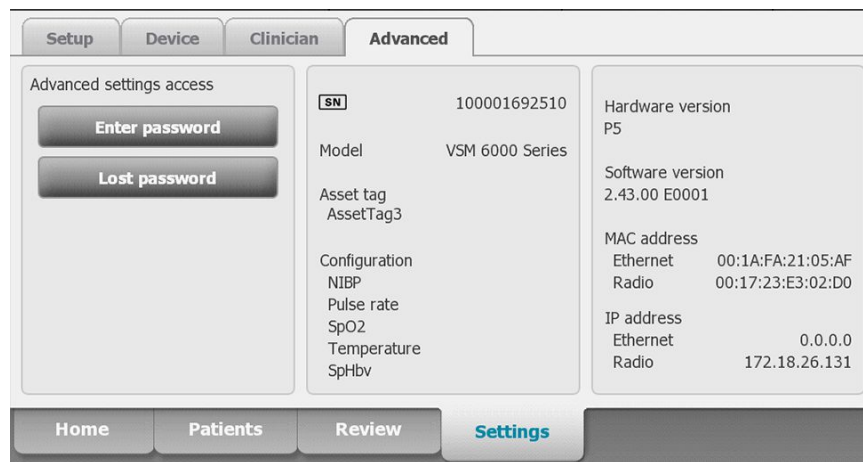 Setup Device Clinician Advanced
Advanced settings access
Enter password
Lost password
SN 100001692510
Model VSM 6000 Series
Asset tag
AssetTag3
Configuration
NIBP
Pulse rate
SpO2
Temperature
SpHbv
Hardware version
P5
Software version
2.43.00 E0001
MAC address
Ethernet 00:1A:FA:21:05:AF
Radio 00:17:23:E3:02:D0
IP address
Ethernet 0.0.0.0
Radio 172.18.26.131
Home Patients Review Settings